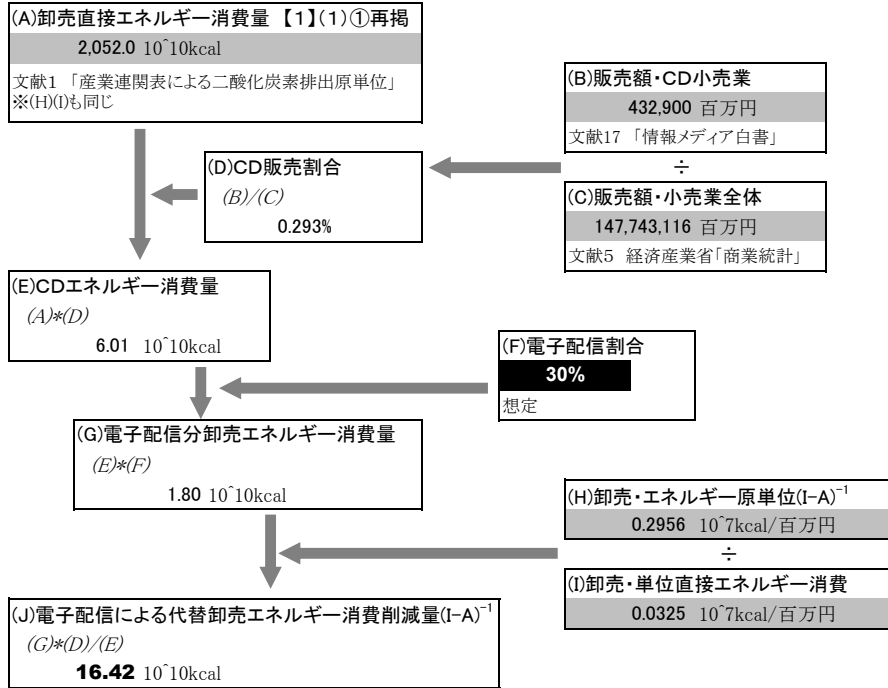 (A)卸売直接エネルギー消費量 【1】(1)①再掲
2,052.0 10^10kcal
文献1 「産業連関表による二酸化炭素排出原単位」
※(H)(I)も同じ
(B)販売額・CD小売業
432,900 百万円
文献17 「情報メディア白書」
÷
(C)販売額・小売業全体
147,743,116 百万円
文献5 経済産業省「商業統計」
(D)CD販売割合
(B)/(C)
0.293%
(E)CDエネルギー消費量
(A)*(D)
6.01 10^10kcal
(F)電子配信割合
30%
想定
(G)電子配信分卸売エネルギー消費量
(E)*(F)
1.80 10^10kcal
(H)卸売・エネルギー原単位(I-A)⁻¹
0.2956 10^7kcal/百万円
÷
(I)卸売・単位直接エネルギー消費
0.0325 10^7kcal/百万円
(J)電子配信による代替卸売エネルギー消費削減量(I-A)⁻¹
(G)*(D)/(E)
16.42 10^10kcal